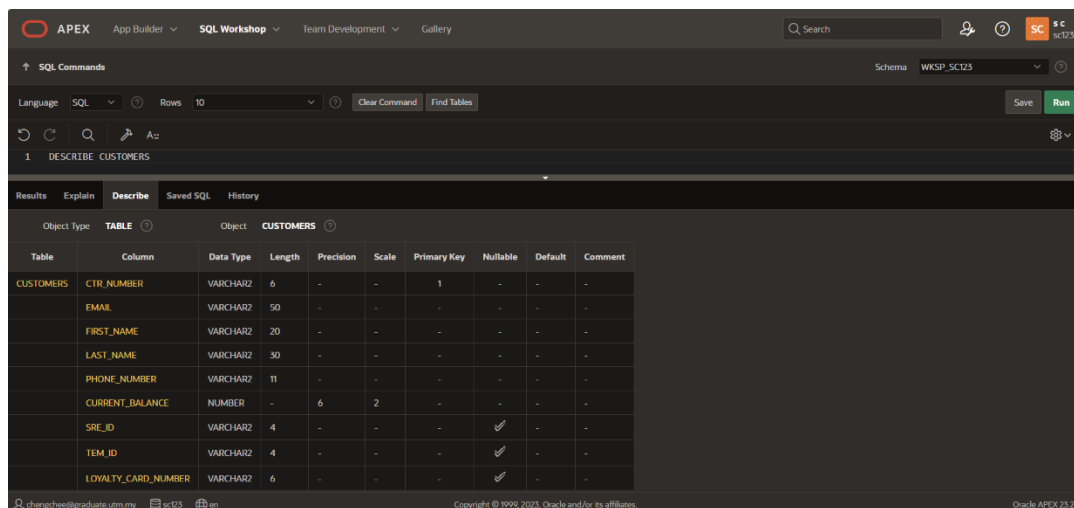 APEX App Builder SQL Workshop Team Development Gallery Search SC s c
sc123
SQL Commands Schema WKSP_SC123
Language SQL Rows 10 Clear Command Find Tables Save Run
A::
1 DESCRIBE CUSTOMERS
Results Explain Describe Saved SQL History
Object Type TABLE Object CUSTOMERS
Table Column Data Type Length Precision Scale Primary Key Nullable Default Comment
CUSTOMERS CTR_NUMBER VARCHAR2 6 - - 1 - - -
EMAIL VARCHAR2 50 - - - - - -
FIRST_NAME VARCHAR2 20 - - - - - -
LAST_NAME VARCHAR2 30 - - - - - -
PHONE_NUMBER VARCHAR2 11 - - - - - -
CURRENT_BALANCE NUMBER - 6 2 - - - -
SRE_ID VARCHAR2 4 - - - - -
TEM_ID VARCHAR2 4 - - - - -
LOYALTY_CARD_NUMBER VARCHAR2 6 - - - - -
chengchee@graduate.utm.my sc123 en Copyright © 1999, 2023, Oracle and/or its affiliates. Oracle APEX 23.2